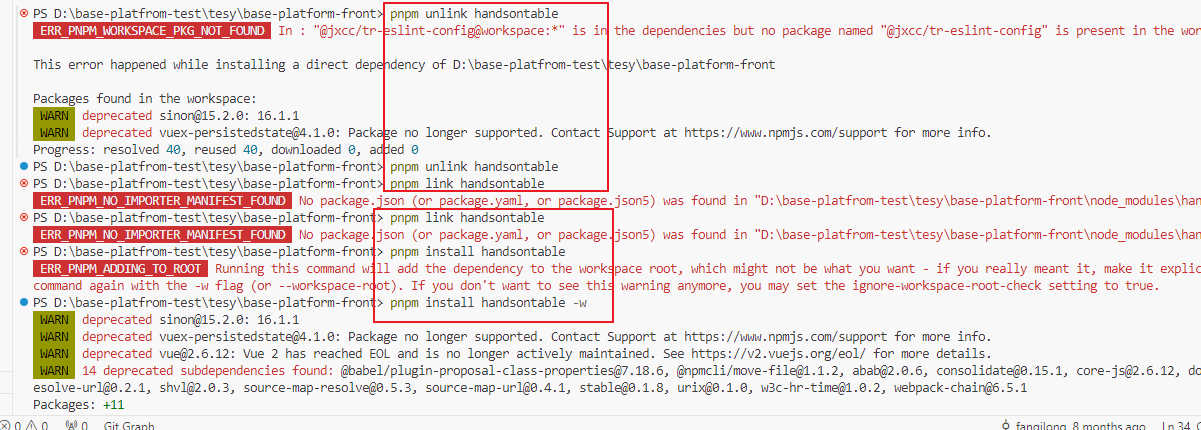 PS D:\base-platfrom-test\tesy\base-platform-front> pnpm unlink handsontable
ERR_PNPM_WORKSPACE_PKG_NOT_FOUND In : "@jxcc/tr-eslint-config@workspace:*" is in the dependencies but no package named "@jxcc/tr-eslint-config" is present in the wor
This error happened while installing a direct dependency of D:\base-platfrom-test\tesy\base-platform-front
Packages found in the workspace:
WARN deprecated sinon@15.2.0: 16.1.1
WARN deprecated vuex-persistedstate@4.1.0: Package no longer supported. Contact Support at https://www.npmjs.com/support for more info.
Progress: resolved 40, reused 40, downloaded 0, added 0
PS D:\base-platfrom-test\tesy\base-platform-front> pnpm unlink handsontable
PS D:\base-platfrom-test\tesy\base-platform-front> pnpm link handsontable
ERR_PNPM_NO_IMPORTER_MANIFEST_FOUND No package.json (or package.yaml, or package.json5) was found in "D:\base-platfrom-test\tesy\base-platform-front\node_modules\han
PS D:\base-platfrom-test\tesy\base-platform-front> pnpm link handsontable
ERR_PNPM_NO_IMPORTER_MANIFEST_FOUND No package.json (or package.yaml, or package.json5) was found in "D:\base-platfrom-test\tesy\base-platform-front\node_modules\han
PS D:\base-platfrom-test\tesy\base-platform-front> pnpm install handsontable
ERR_PNPM_ADDING_TO_ROOT Running this command will add the dependency to the workspace root, which might not be what you want - if you really meant it, make it explic
command again with the -w flag (or --workspace-root). If you don't want to see this warning anymore, you may set the ignore-workspace-root-check setting to true.
PS D:\base-platfrom-test\tesy\base-platform-front> pnpm install handsontable -w
WARN deprecated sinon@15.2.0: 16.1.1
WARN deprecated vuex-persistedstate@4.1.0: Package no longer supported. Contact Support at https://www.npmjs.com/support for more info.
WARN deprecated vue@2.6.12: Vue 2 has reached EOL and is no longer actively maintained. See https://v2.vuejs.org/eol/ for more details.
WARN 14 deprecated subdependencies found: @babel/plugin-proposal-class-properties@7.18.6, @npmcli/move-file@1.1.2, abab@2.0.6, consolidate@0.15.1, core-js@2.6.12, do
esolve-url@0.2.1, shvl@2.0.3, source-map-resolve@0.5.3, source-map-url@0.4.1, stable@0.1.8, urix@0.1.0, w3c-hr-time@1.0.2, webpack-chain@6.5.1
Packages: +11
0 0 0 Git Graph fangilong, 8 months ago Ln 34,